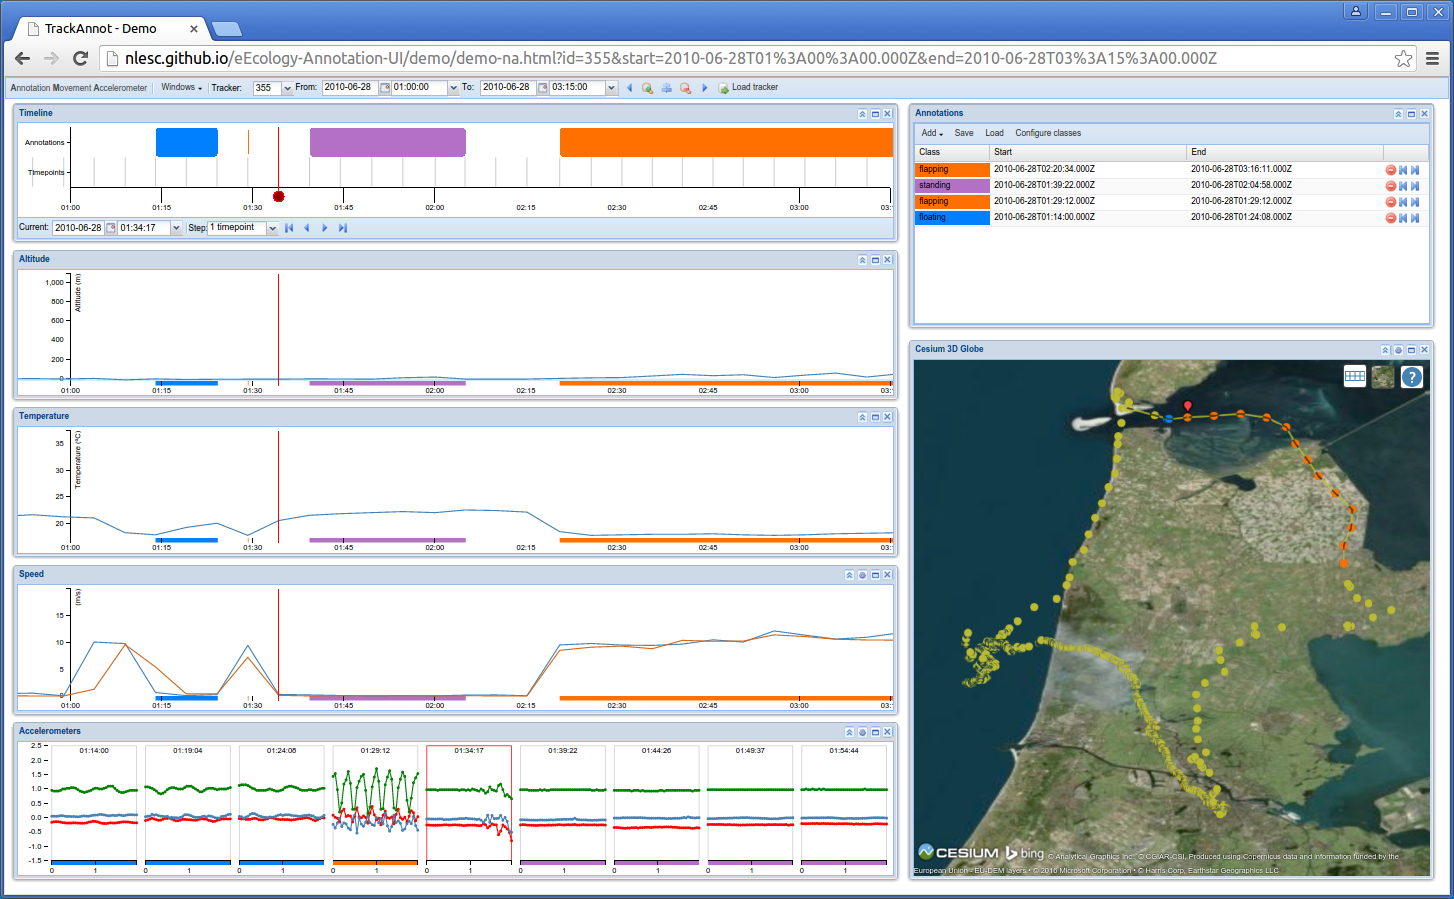 TrackAnnot - Demo
nlesc.github.io/eEcology-Annotation-UI/demo/demo-na.html?id=355&start=2010-06-28T01%3A00%3A00.000Z&end=2010-06-28T03%3A15%3A00.000Z
Annotation Movement Accelerometer Windows Tracker: 355 From: 2010-06-28 01:00:00 To: 2010-06-28 03:15:00 Load tracker
Timeline
Annotations
Timepoints
01:00 01:15 01:30 01:45 02:00 02:15 02:30 02:45 03:00 03:1
Current: 2010-06-28 01:34:17 Step: 1 timepoint
Altitude
Altitude (m)
1,000
800
600
400
200
0
01:00 01:15 01:30 01:45 02:00 02:15 02:30 02:45 03:00 03:1
Temperature
Temperature (°C)
35
30
25
20
01:00 01:15 01:30 01:45 02:00 02:15 02:30 02:45 03:00 03:1
Speed
(m/s)
15
10
5
0
01:00 01:15 01:30 01:45 02:00 02:15 02:30 02:45 03:00 03:1
Accelerometers
01:14:00 01:19:04 01:24:08 01:29:12 01:34:17 01:39:22 01:44:26 01:49:37 01:54:44
2.5
2.0
1.5
1.0
0.5
0.0
-0.5
-1.0
-1.5
0 1 0 1 0 1 0 1 0 1 0 1 0 1 0 1 0 1
Annotations
Add Save Load Configure classes
Class Start End
flapping 2010-06-28T02:20:34.000Z 2010-06-28T03:16:11.000Z
standing 2010-06-28T01:39:22.000Z 2010-06-28T02:04:58.000Z
flapping 2010-06-28T01:29:12.000Z 2010-06-28T01:29:12.000Z
floating 2010-06-28T01:14:00.000Z 2010-06-28T01:24:08.000Z
Cesium 3D Globe
?
CESIUM bing © Analytical Graphics Inc., © CGIAR-CSI, Produced using Copernicus data and information funded by the
European Union - EU-DEM layers • © 2016 Microsoft Corporation • © Harris Corp, Earthstar Geographics LLC